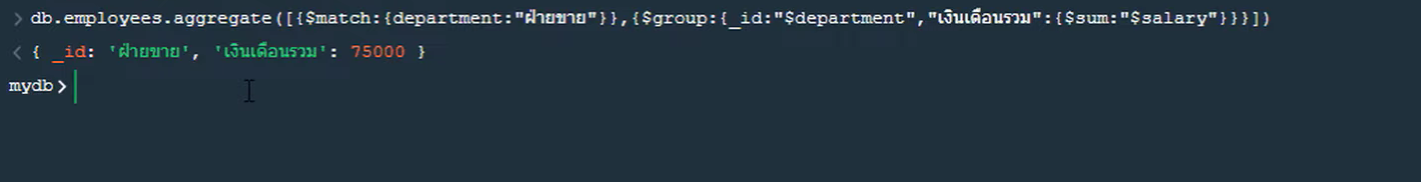 > db.employees.aggregate([{$match:{department:"ฝ่ายขาย"}},{$group:{_id:"$department","เงินเดือนรวม":{$sum:"$salary"}}}])
< { _id: 'ฝ่ายขาย', 'เงินเดือนรวม': 75000 }
mydb>